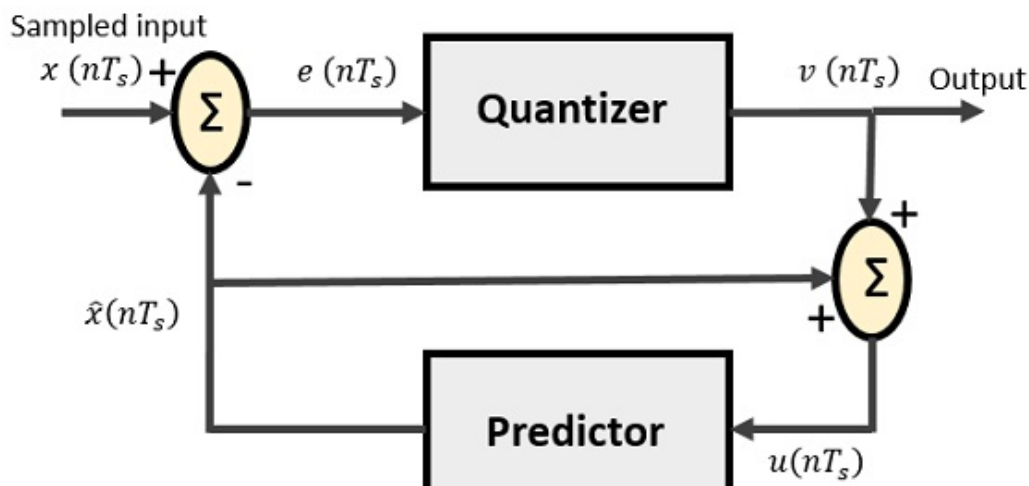 Sampled input
x (nTₛ) +
e (nTₛ)
v (nTₛ)
Output
Σ
Quantizer
-
+
Σ
+
x̂(nTₛ)
Predictor
u(nTₛ)